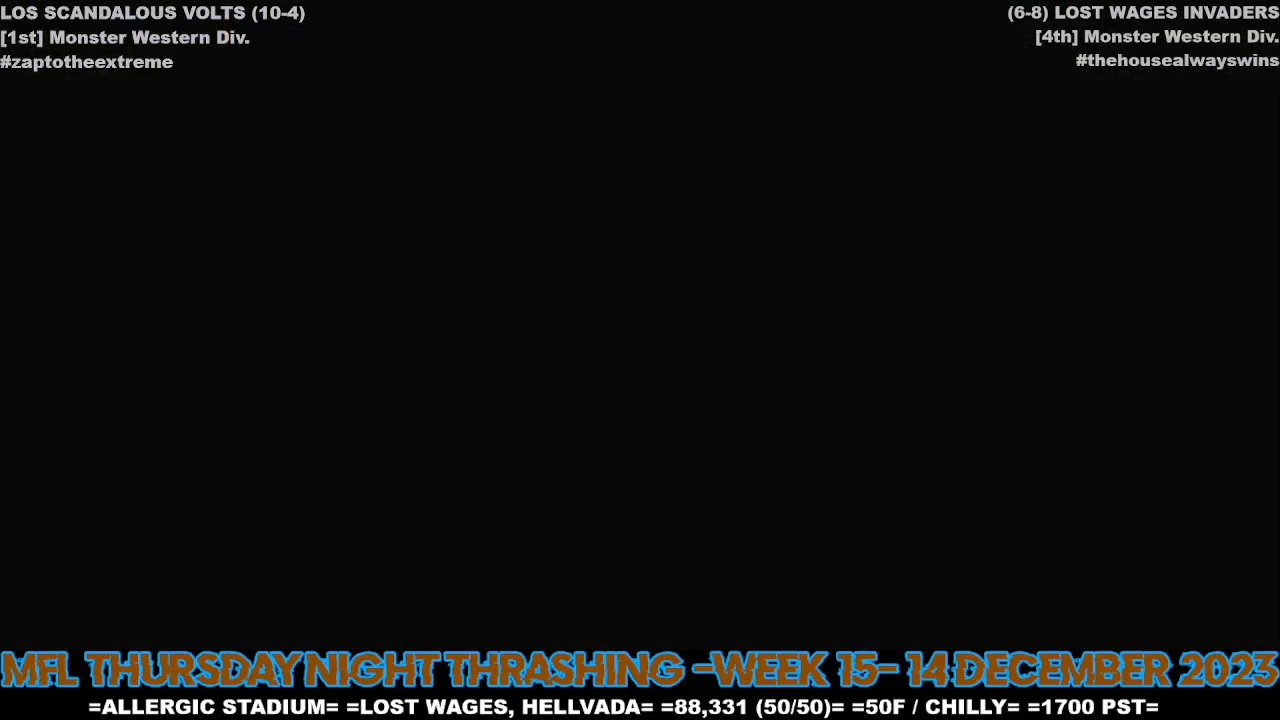 LOS SCANDALOUS VOLTS (10-4)
[1st] Monster Western Div.
#zaptotheextreme
(6-8) LOST WAGES INVADERS
[4th] Monster Western Div.
#thehousealwayswins
MFL THURSDAY NIGHT THRASHING -WEEK 15- 14 DECEMBER 2023
=ALLERGIC STADIUM= =LOST WAGES, HELLVADA= =88,331 (50/50)= =50F / CHILLY= =1700 PST=